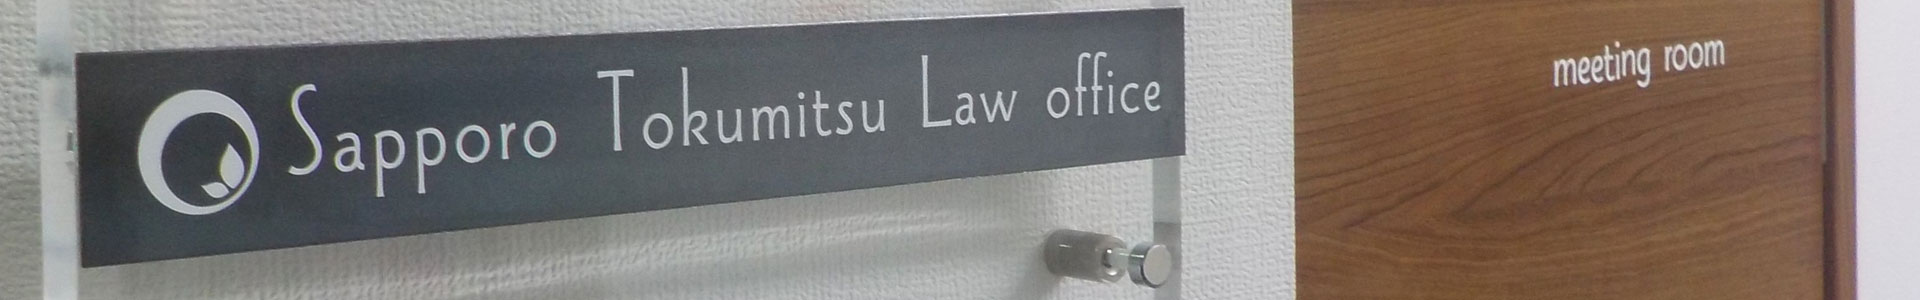 Sapporo Tokumitsu Law office
meeting room